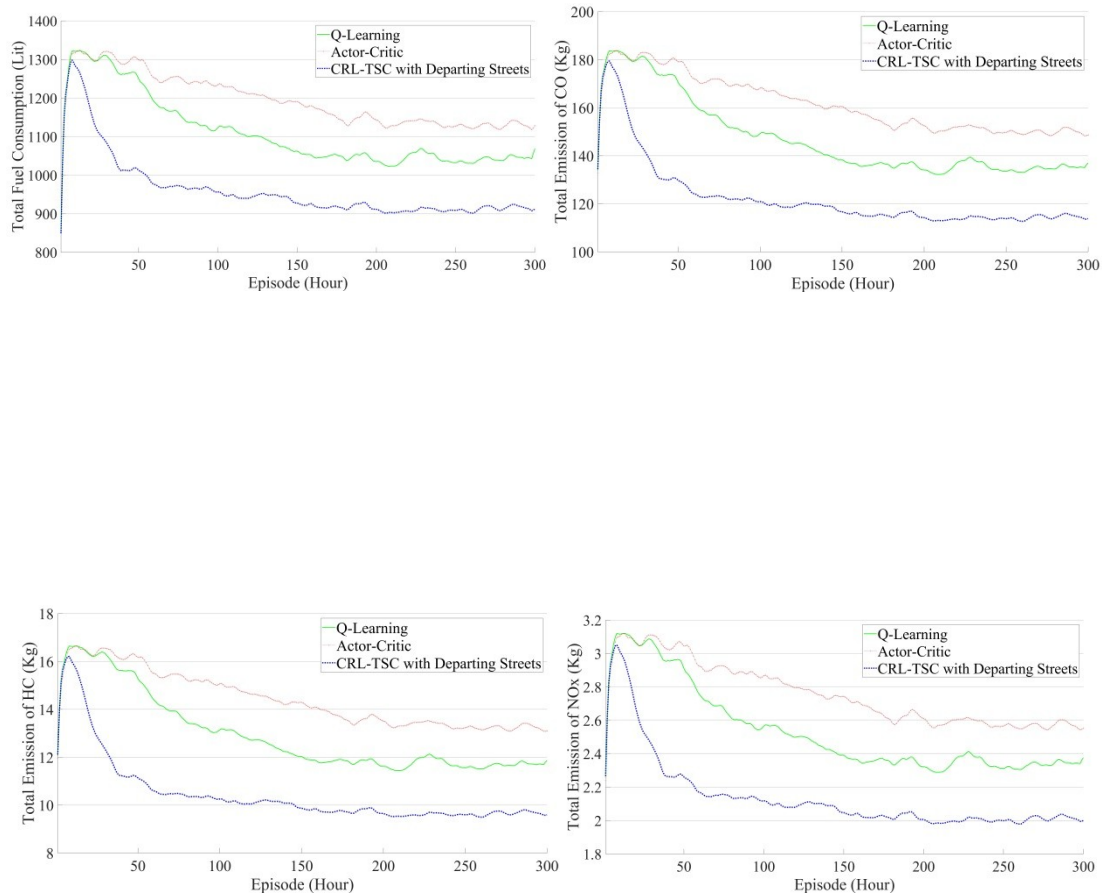 1400
1300
1200
1100
1000
900
800
Total Fuel Consumption (Lit)
Q-Learning
Actor-Critic
CRL-TSC with Departing Streets
50 100 150 200 250 300
Episode (Hour)
200
180
160
140
120
100
Total Emission of CO (Kg)
Q-Learning
Actor-Critic
CRL-TSC with Departing Streets
50 100 150 200 250 300
Episode (Hour)
18
16
14
12
10
8
Total Emission of HC (Kg)
Q-Learning
Actor-Critic
CRL-TSC with Departing Streets
50 100 150 200 250 300
Episode (Hour)
3.2
3
2.8
2.6
2.4
2.2
2
1.8
Total Emission of NOx (Kg)
Q-Learning
Actor-Critic
CRL-TSC with Departing Streets
50 100 150 200 250 300
Episode (Hour)